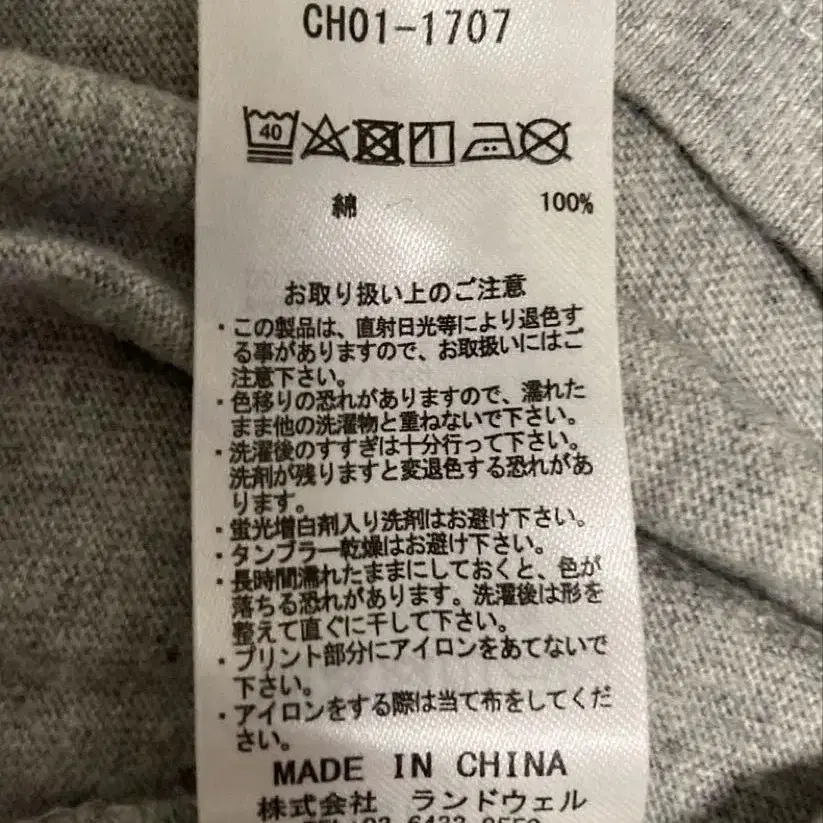 CH01-1707
40
綿 100%
お取り扱い上のご注意
・この製品は、直射日光等により退色す
る事がありますので、お取扱いにはご
注意下さい。
・色移りの恐れがありますので、濡れた
まま他の洗濯物と重ねないで下さい。
・洗濯後のすすぎは十分行って下さい。
洗剤が残りますと変退色する恐れがあ
ります。
・蛍光増白剤入り洗剤はお避け下さい。
・タンブラー乾燥はお避け下さい。
・長時間濡れたままにしておくと、色が
落ちる恐れがあります。洗濯後は形を
整えて直ぐに干して下さい。
・プリント部分にアイロンをあてないで
下さい。
・アイロンをする際は当て布をしてくだ
さい。
MADE IN CHINA
株式会社 ランドウェル